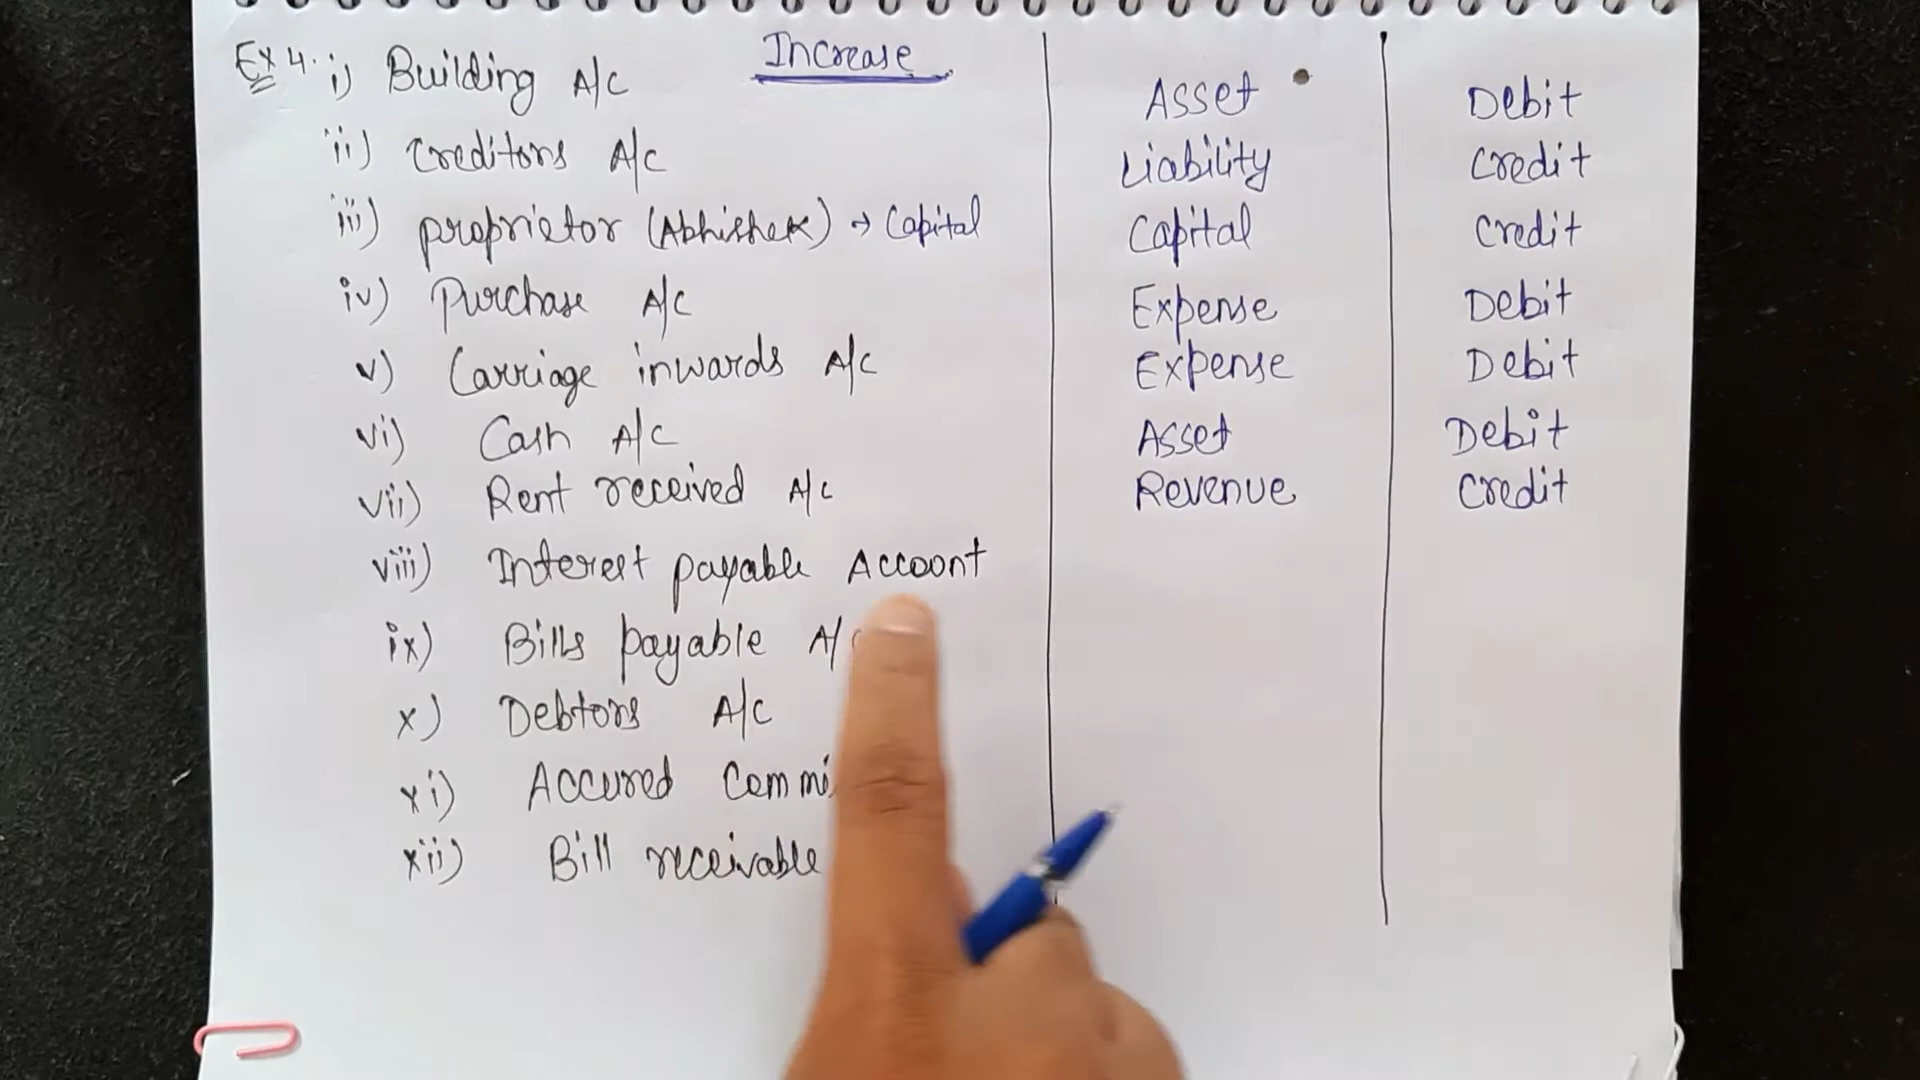 Ex 4. i) Building A/c Increase Asset Debit
ii) Creditors A/c Liability Credit
iii) proprietor (Abhishek) → Capital Capital Credit
iv) Purchase A/c Expense Debit
v) Carriage inwards A/c Expense Debit
vi) Cash A/c Asset Debit
vii) Rent received A/c Revenue Credit
viii) Interest payable Account
ix) Bills payable
x) Debtors A/c
xi) Accured
xii) Bill receivable